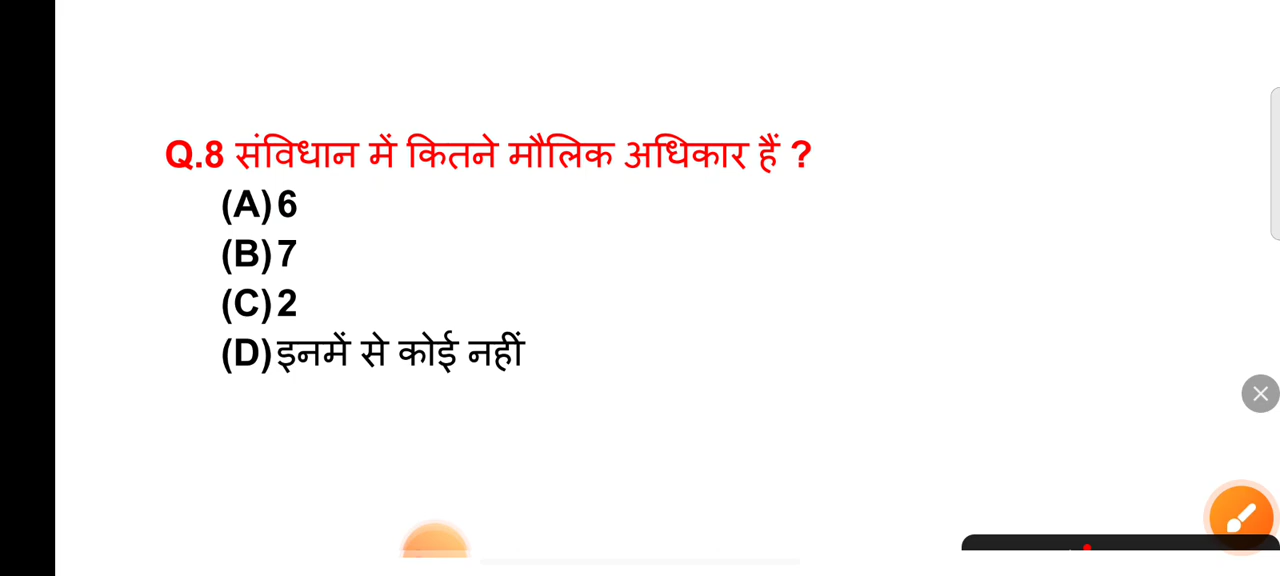 Q.8 संविधान में कितने मौलिक अधिकार हैं ?
(A) 6
(B) 7
(C) 2
(D) इनमें से कोई नहीं